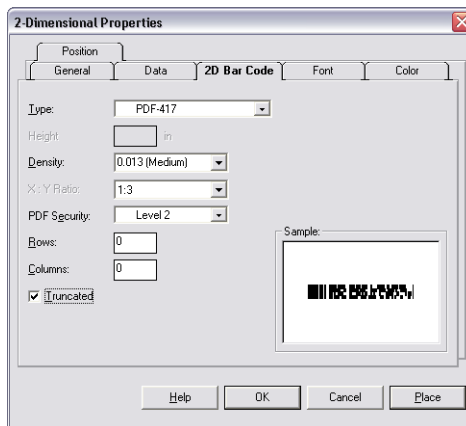 2-Dimensional Properties
Position
General Data 2D Bar Code Font Color
Type: PDF-417
Height in
Density: 0.013 (Medium)
X : Y Ratio: 1:3
PDF Security: Level 2
Rows: 0
Sample:
Columns: 0
Truncated
Help OK Cancel Place